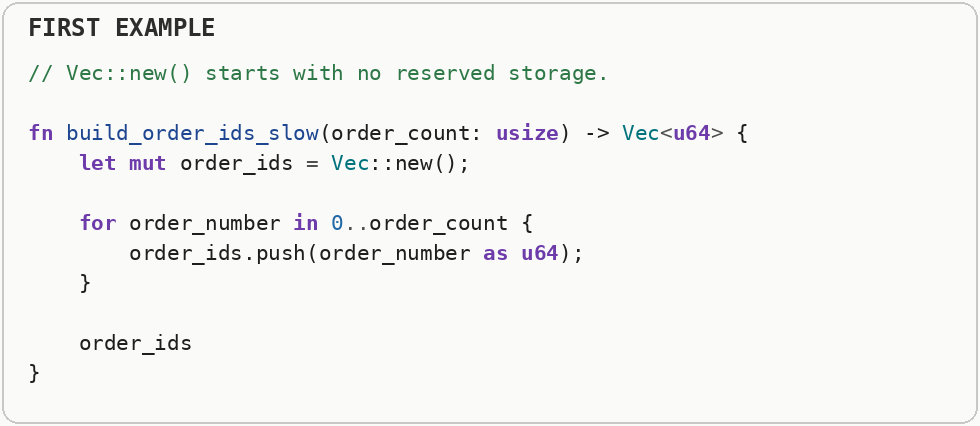 FIRST EXAMPLE
// Vec::new() starts with no reserved storage.
fn build_order_ids_slow(order_count: usize) -> Vec<u64> {
    let mut order_ids = Vec::new();
    for order_number in 0..order_count {
        order_ids.push(order_number as u64);
    }
    order_ids
}